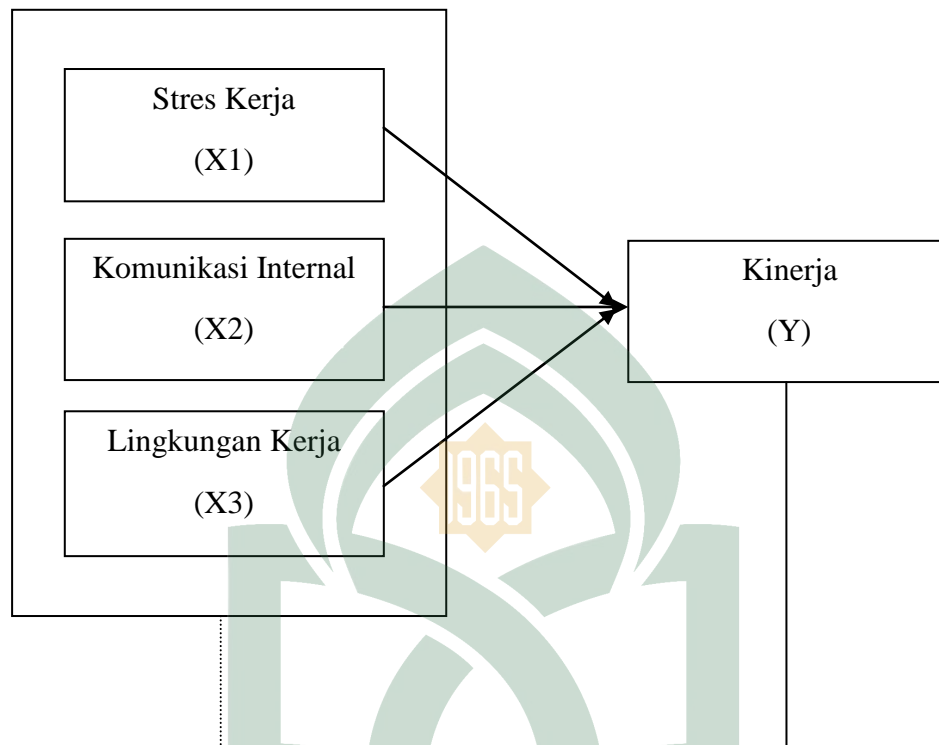 Stres Kerja
(X1)
Komunikasi Internal
(X2)
Kinerja
(Y)
Lingkungan Kerja
(X3)
1965